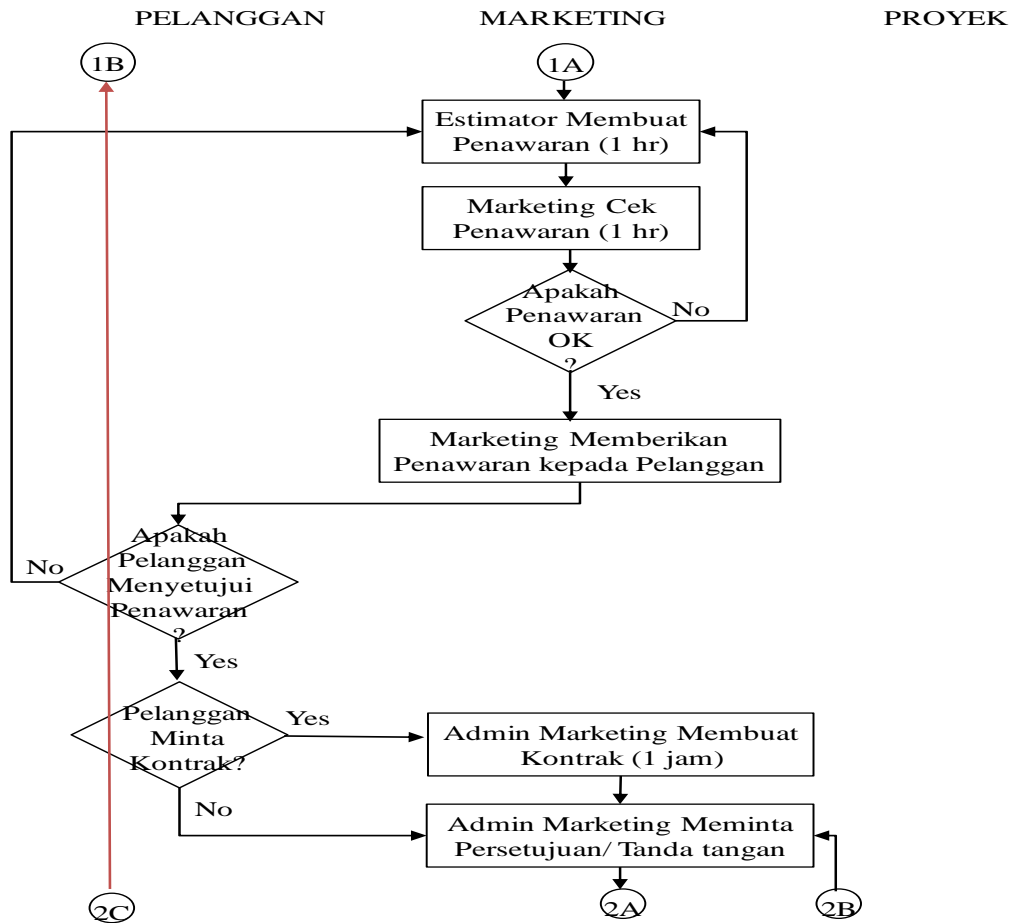 PELANGGAN MARKETING PROYEK
1B 1A
Estimator Membuat
Penawaran (1 hr)
Marketing Cek
Penawaran (1 hr)
Apakah
Penawaran
OK
?
No
Yes
Marketing Memberikan
Penawaran kepada Pelanggan
Apakah
Pelanggan
Menyetujui
Penawaran
?
No
Yes
Pelanggan
Minta
Kontrak?
Yes
No
Admin Marketing Membuat
Kontrak (1 jam)
Admin Marketing Meminta
Persetujuan/ Tanda tangan
2C 2A 2B